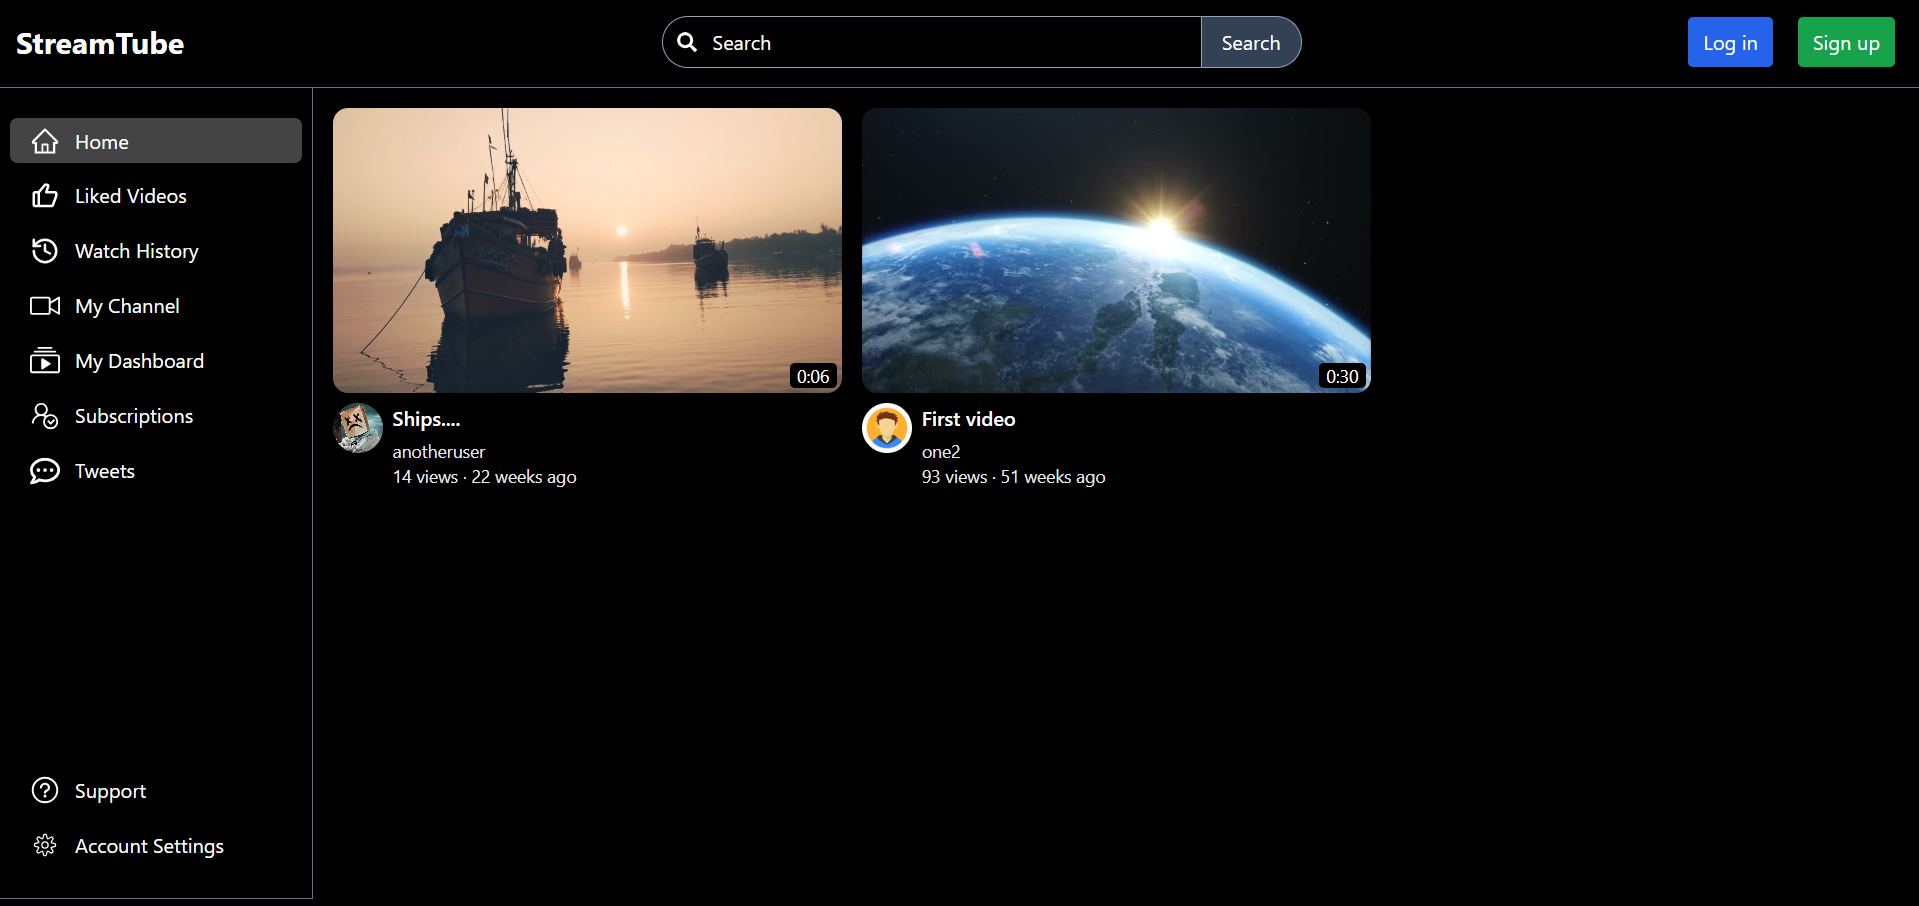 StreamTube
Search
Search
Log in
Sign up
Home
Liked Videos
Watch History
My Channel
My Dashboard
Subscriptions
Tweets
Support
Account Settings
0:06
Ships....
anotheruser
14 views · 22 weeks ago
0:30
First video
one2
93 views · 51 weeks ago